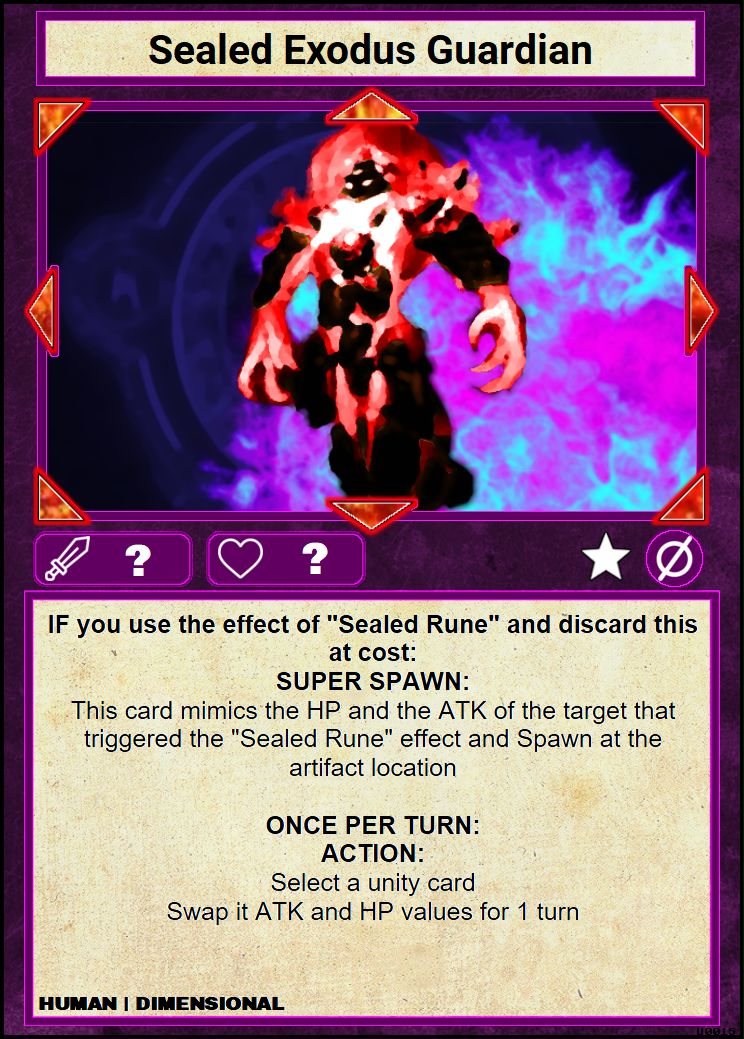 Sealed Exodus Guardian
?
?
IF you use the effect of "Sealed Rune" and discard this
at cost:
SUPER SPAWN:
This card mimics the HP and the ATK of the target that
triggered the "Sealed Rune" effect and Spawn at the
artifact location
ONCE PER TURN:
ACTION:
Select a unity card
Swap it ATK and HP values for 1 turn
HUMAN | DIMENSIONAL